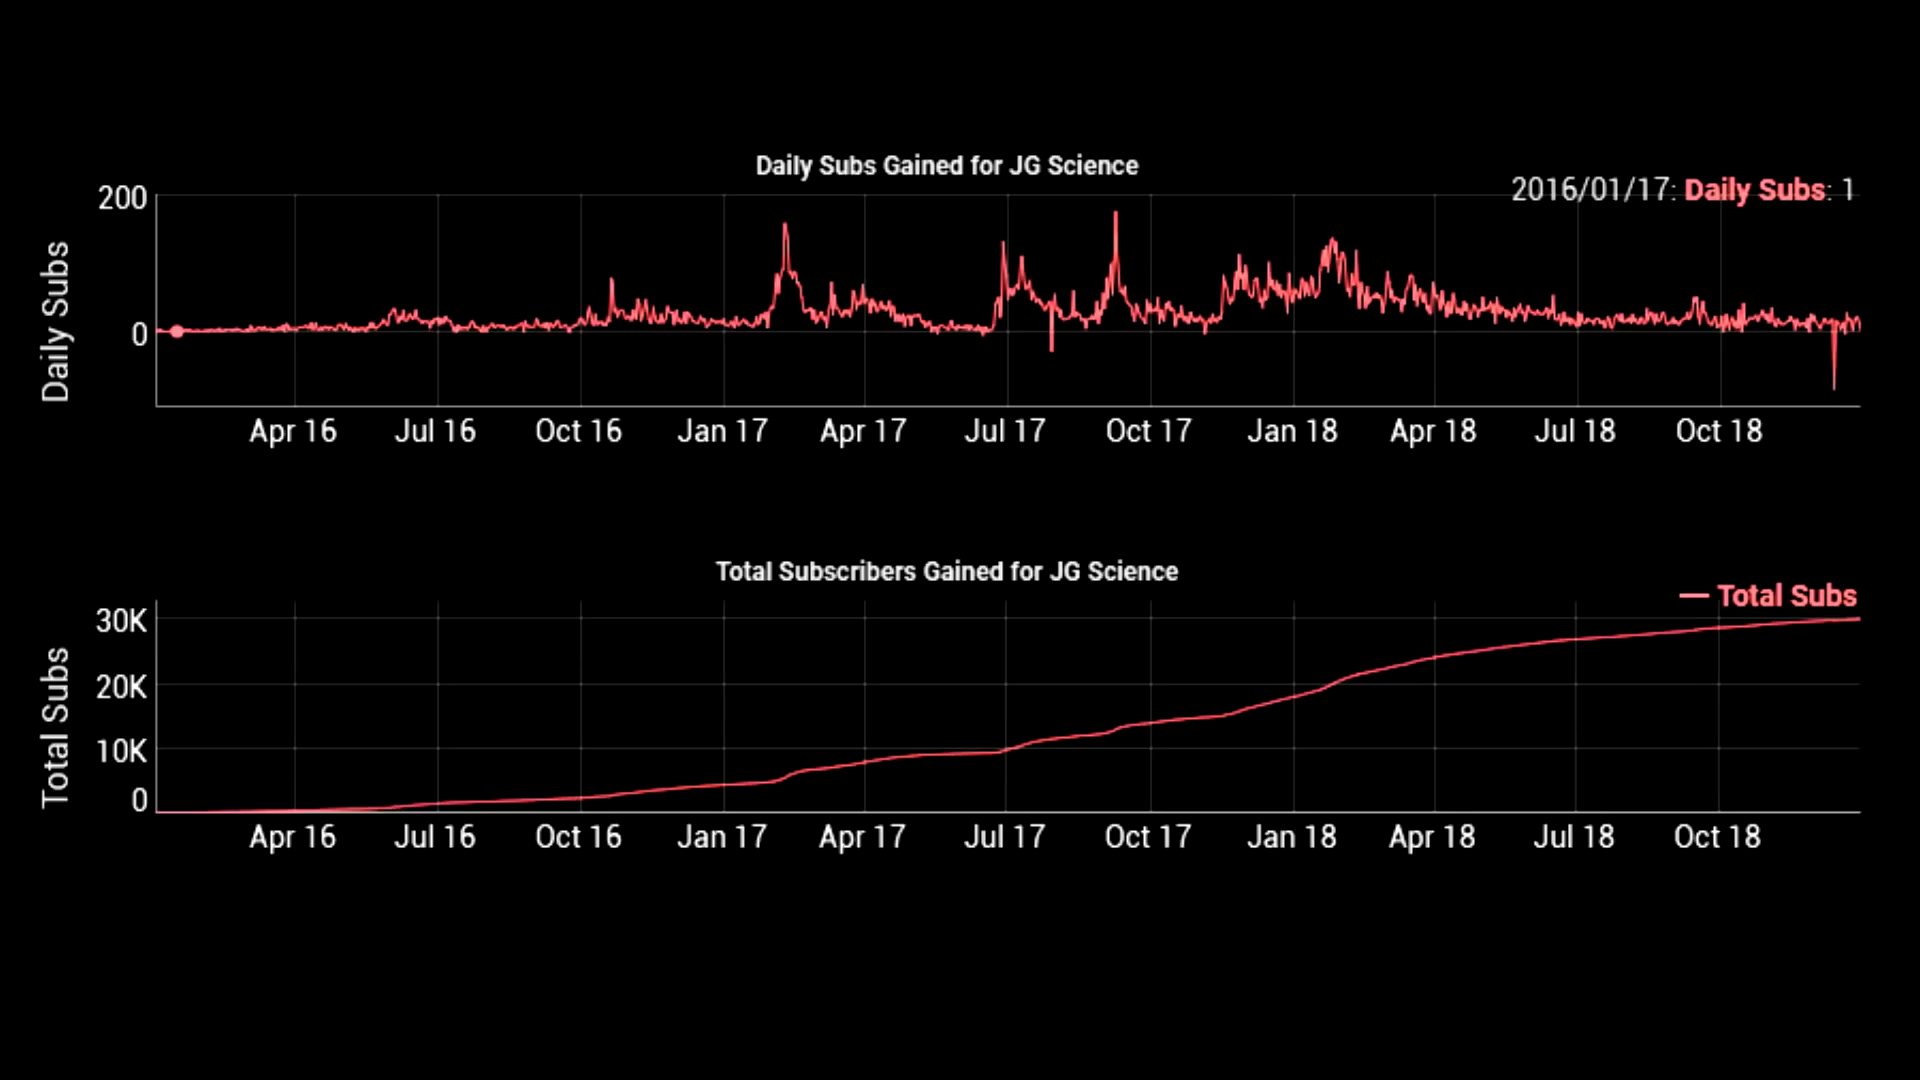 Daily Subs Gained for JG Science
2016/01/17: Daily Subs: 1
200
0
Daily Subs
Apr 16 Jul 16 Oct 16 Jan 17 Apr 17 Jul 17 Oct 17 Jan 18 Apr 18 Jul 18 Oct 18
Total Subscribers Gained for JG Science
Total Subs
30K
20K
10K
0
Total Subs
Apr 16 Jul 16 Oct 16 Jan 17 Apr 17 Jul 17 Oct 17 Jan 18 Apr 18 Jul 18 Oct 18